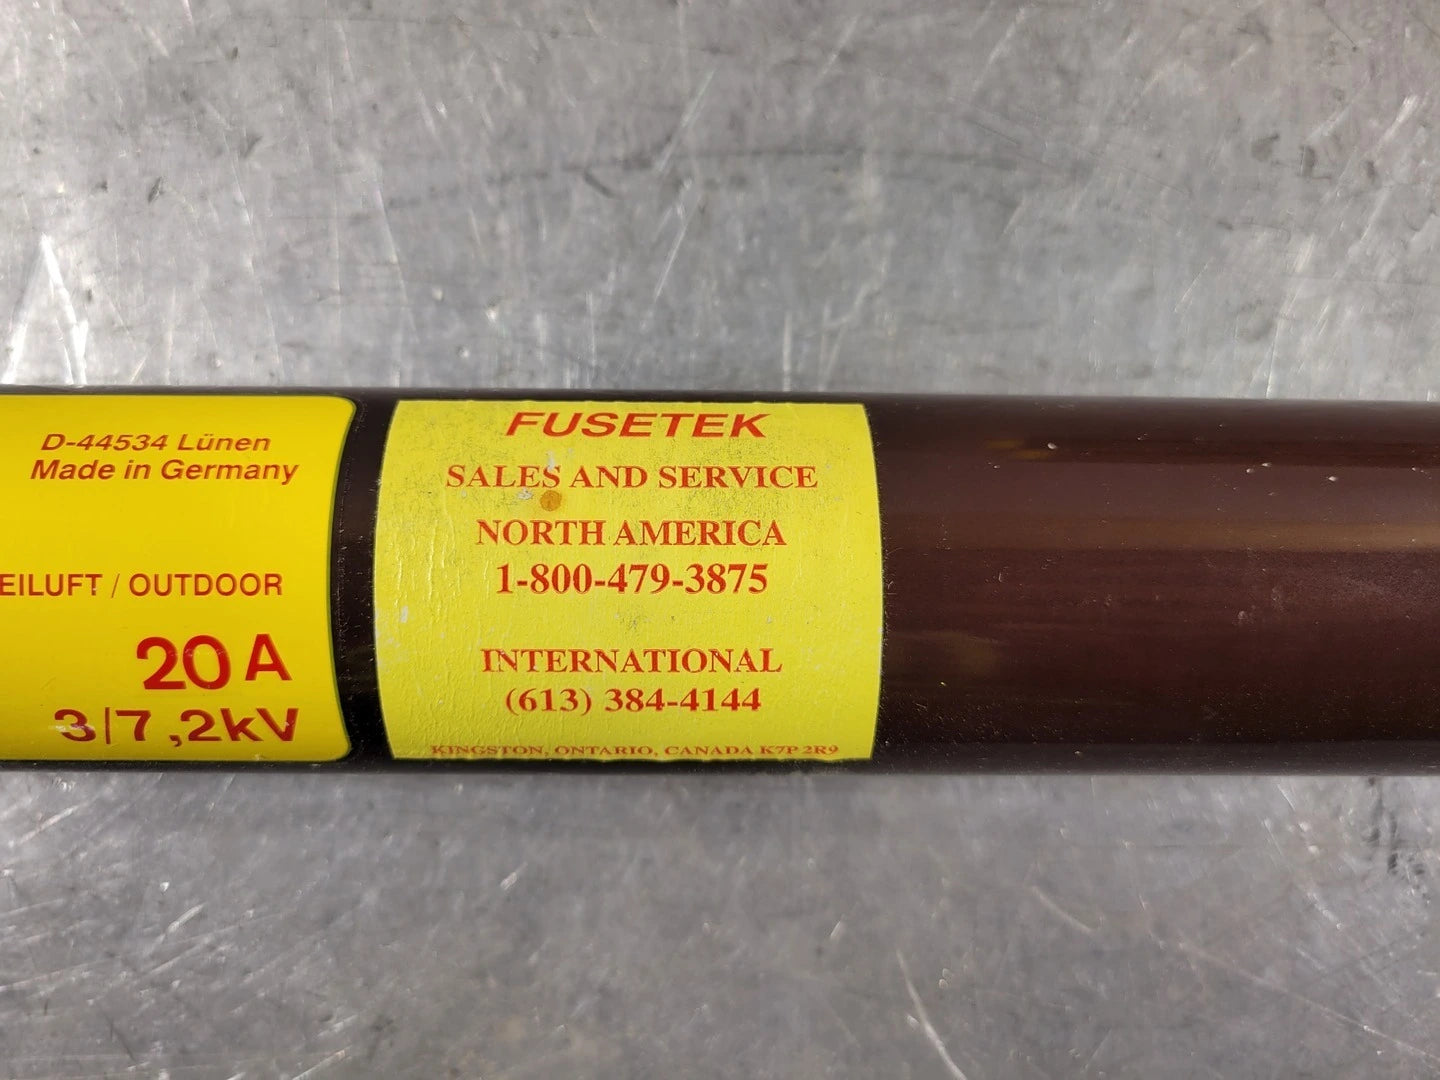 D-44534 Lünen
Made in Germany
EILUFT / OUTDOOR
20 A
3/7,2kV
FUSETEK
SALES AND SERVICE
NORTH AMERICA
1-800-479-3875
INTERNATIONAL
(613) 384-4144
KINGSTON, ONTARIO, CANADA K7P 2R9